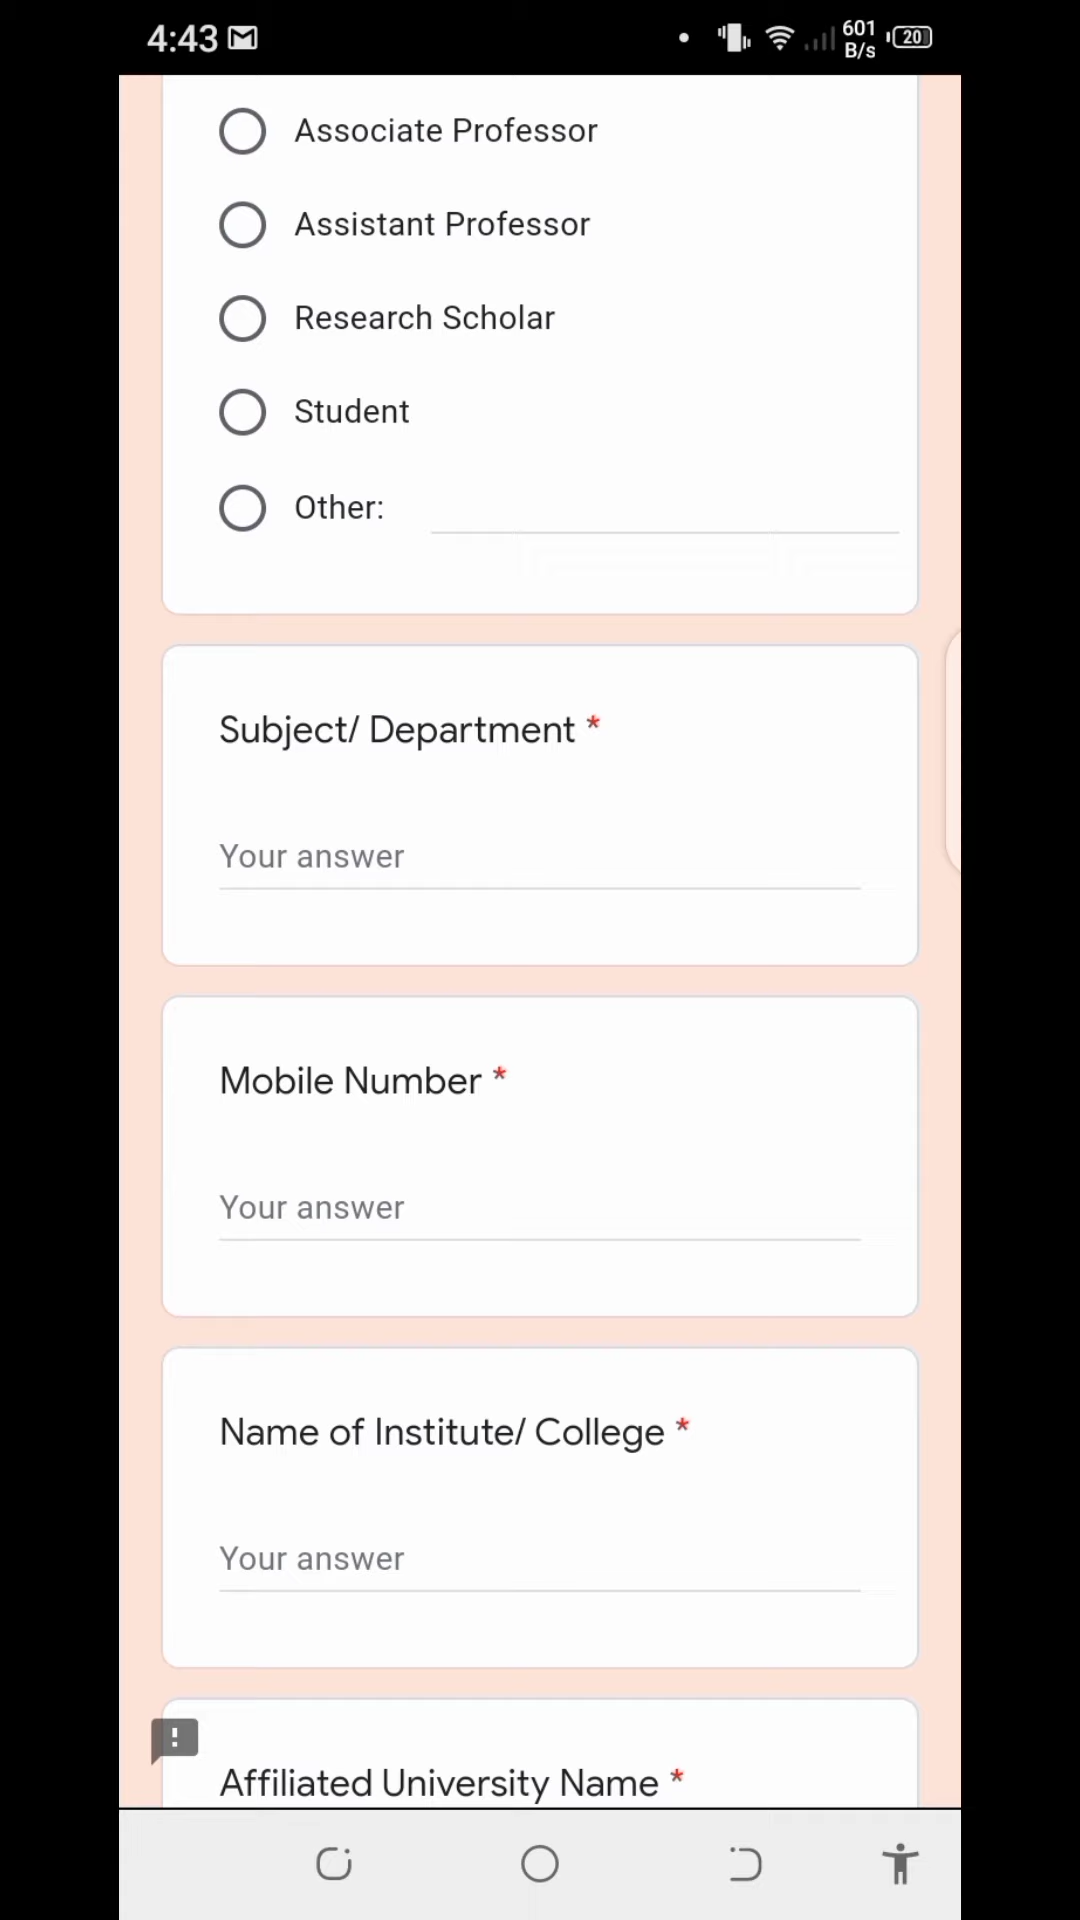 4:43
601
B/s
20
Associate Professor
Assistant Professor
Research Scholar
Student
Other:
Subject/ Department *
Your answer
Mobile Number *
Your answer
Name of Institute/ College *
Your answer
Affiliated University Name *